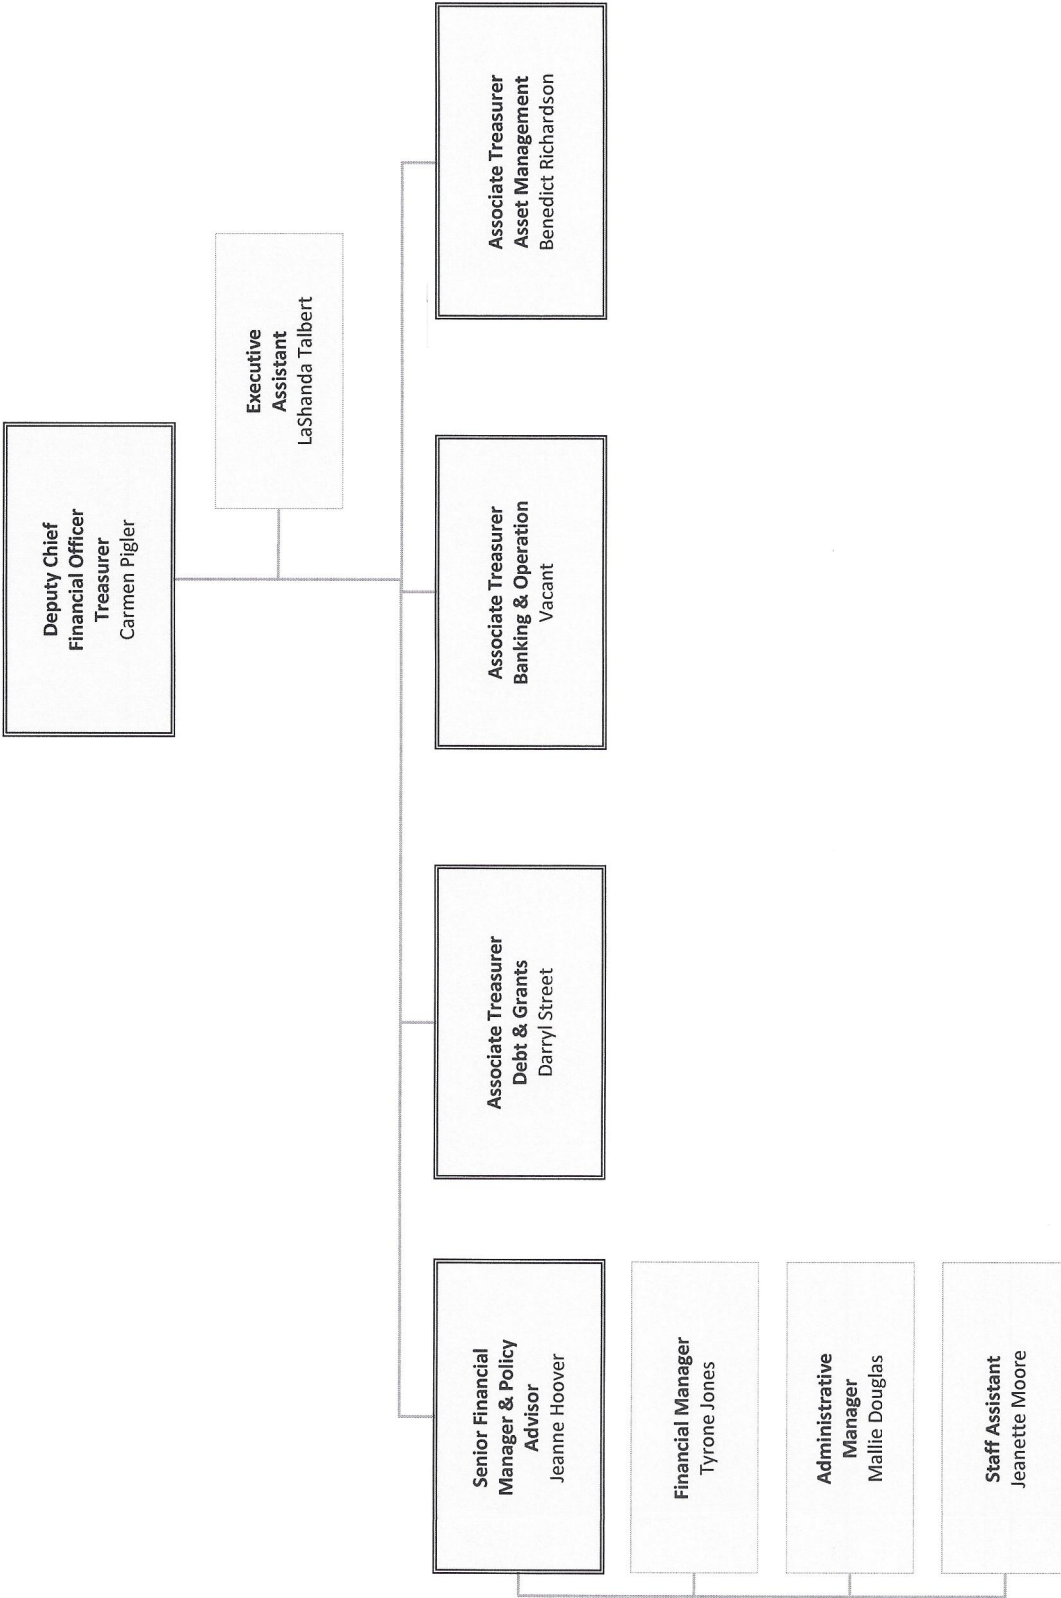 Deputy Chief
Financial Officer
Treasurer
Carmen Pigler
Executive
Assistant
LaShanda Talbert
Senior Financial
Manager & Policy
Advisor
Jeanne Hoover
Associate Treasurer
Debt & Grants
Darryl Street
Associate Treasurer
Banking & Operation
Vacant
Associate Treasurer
Asset Management
Benedict Richardson
Financial Manager
Tyrone Jones
Administrative
Manager
Mallie Douglas
Staff Assistant
Jeanette Moore